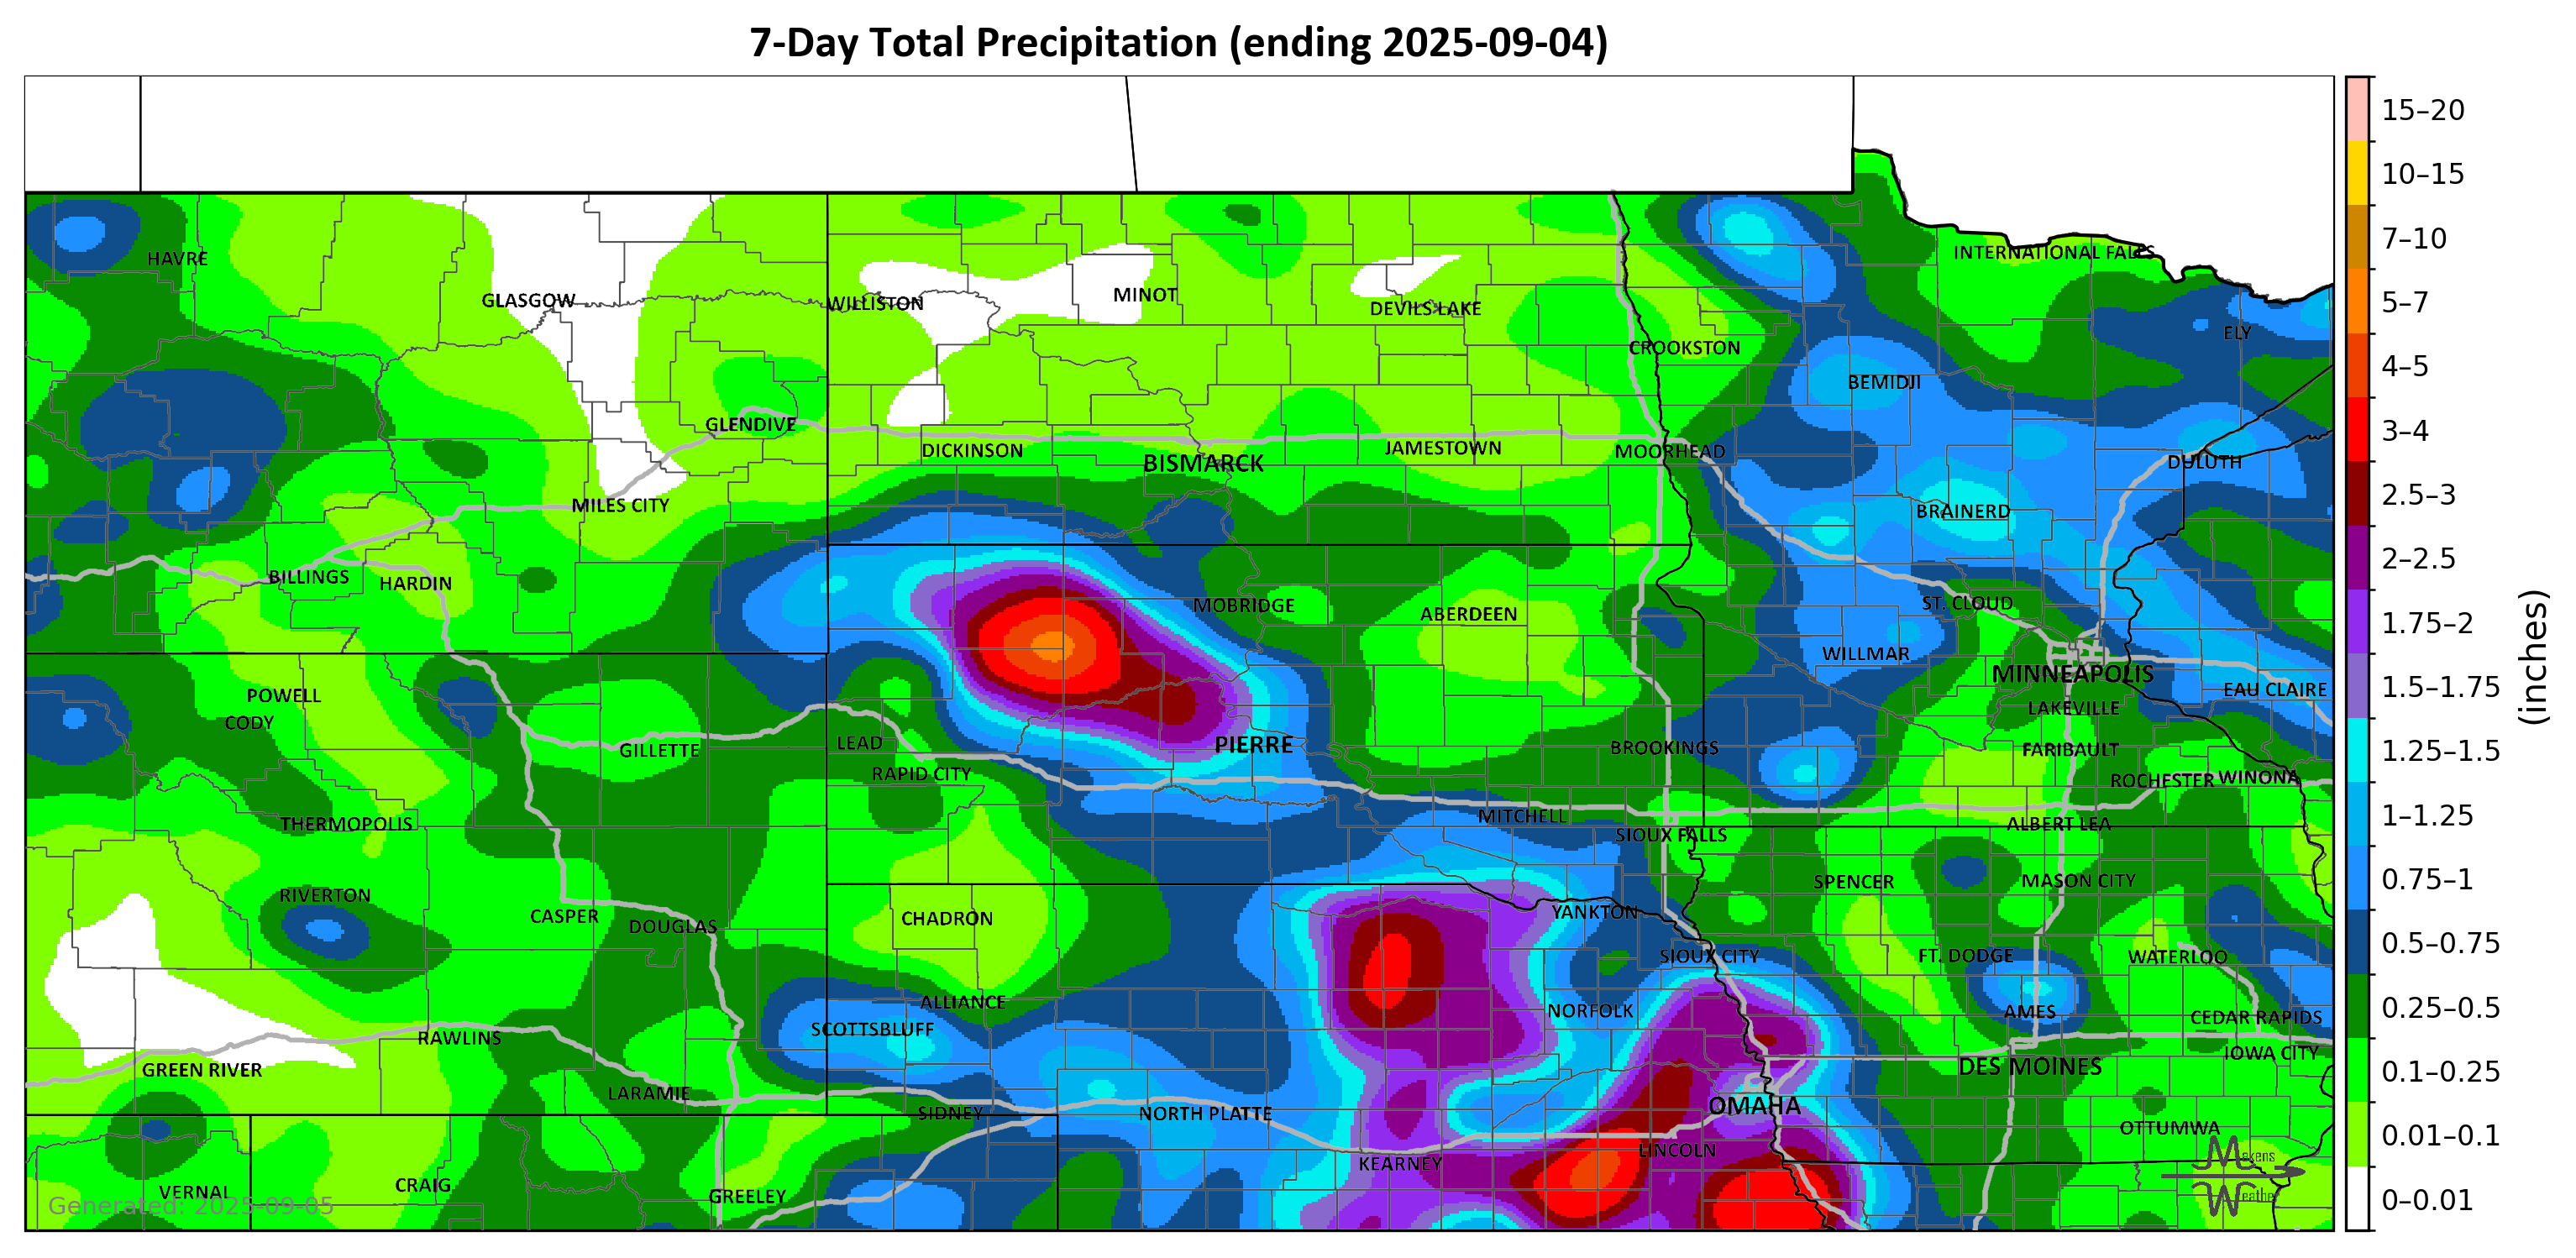 7-Day Total Precipitation (ending 2025-09-04)
15–20
10–15
7–10
5–7
4–5
3–4
2.5–3
2–2.5
1.75–2
1.5–1.75
1.25–1.5
1–1.25
0.75–1
0.5–0.75
0.25–0.5
0.1–0.25
0.01–0.1
0–0.01
(inches)
HAVRE
INTERNATIONAL FALLS
GLASGOW
WILLISTON
MINOT
DEVILS LAKE
ELY
CROOKSTON
BEMIDJI
GLENDIVE
DICKINSON
BISMARCK
JAMESTOWN
MOORHEAD
DULUTH
MILES CITY
BRAINERD
BILLINGS
HARDIN
MOBRIDGE
ABERDEEN
ST. CLOUD
WILLMAR
MINNEAPOLIS
EAU CLAIRE
POWELL
CODY
LAKEVILLE
GILLETTE
LEAD
PIERRE
BROOKINGS
FARIBAULT
RAPID CITY
ROCHESTER
WINONA
THERMOPOLIS
MITCHELL
SIOUX FALLS
ALBERT LEA
RIVERTON
SPENCER
MASON CITY
CASPER
DOUGLAS
CHADRON
YANKTON
SIOUX CITY
FT. DODGE
WATERLOO
ALLIANCE
NORFOLK
AMES
CEDAR RAPIDS
SCOTTSBLUFF
RAWLINS
GREEN RIVER
DES MOINES
IOWA CITY
LARAMIE
SIDNEY
NORTH PLATTE
OMAHA
OTTUMWA
LINCOLN
KEARNEY
VERNAL
CRAIG
GREELEY
Makens
Weather
Generated: 2025-09-05